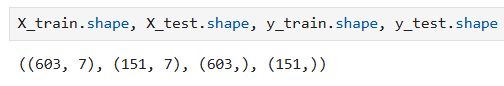 X_train.shape, X_test.shape, y_train.shape, y_test.shape
((603, 7), (151, 7), (603,), (151,))